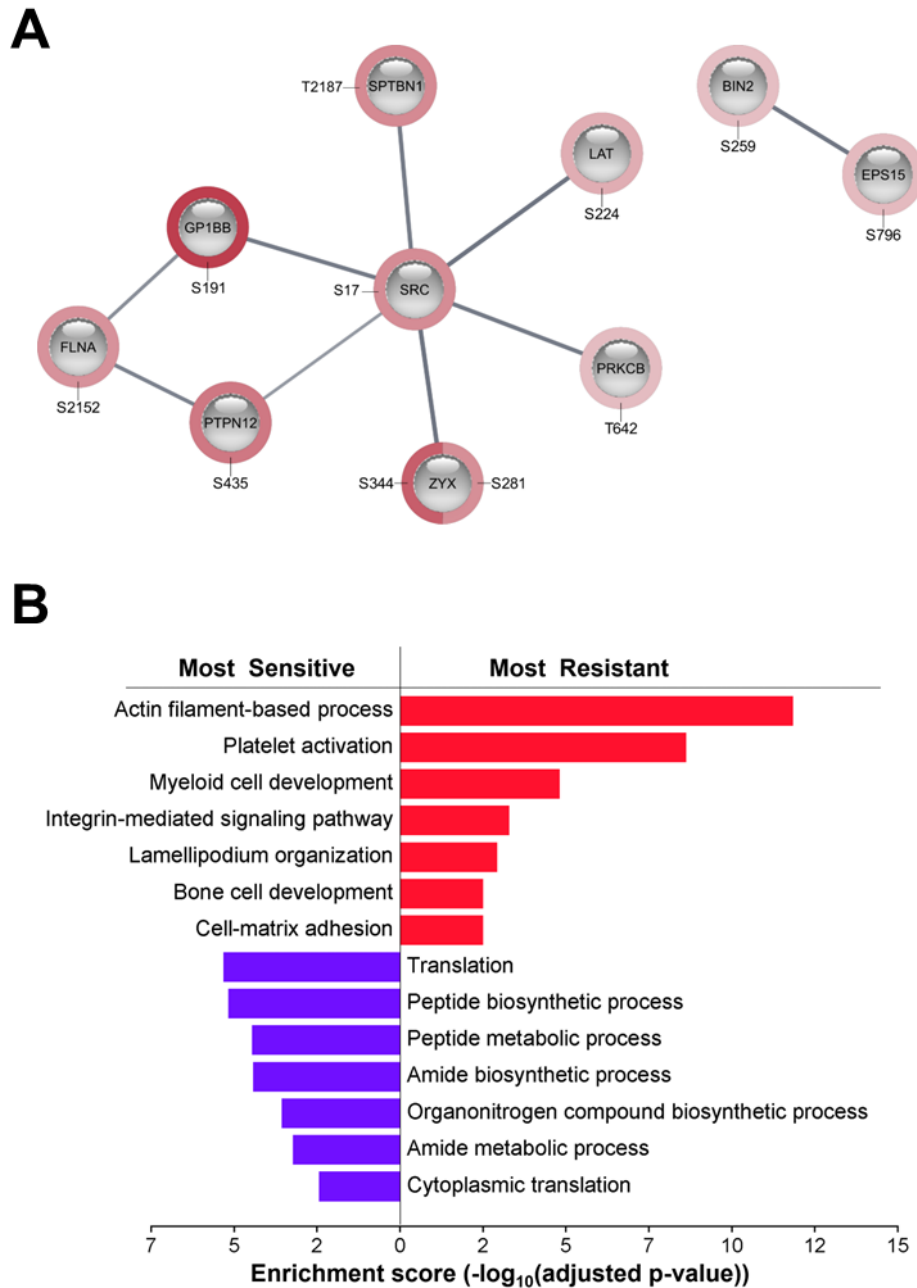 A
SPTBN1
T2187
BIN2
S259
LAT
S224
EPS15
S796
GP1BB
S191
S17
SRC
FLNA
S2152
PRKCB
T642
PTPN12
S435
S344
ZYX
S281
B
Most Sensitive Most Resistant
Actin filament-based process
Platelet activation
Myeloid cell development
Integrin-mediated signaling pathway
Lamellipodium organization
Bone cell development
Cell-matrix adhesion
Translation
Peptide biosynthetic process
Peptide metabolic process
Amide biosynthetic process
Organonitrogen compound biosynthetic process
Amide metabolic process
Cytoplasmic translation
7 5 2 0 2 5 7 10 12 15
Enrichment score (-log10(adjusted p-value))